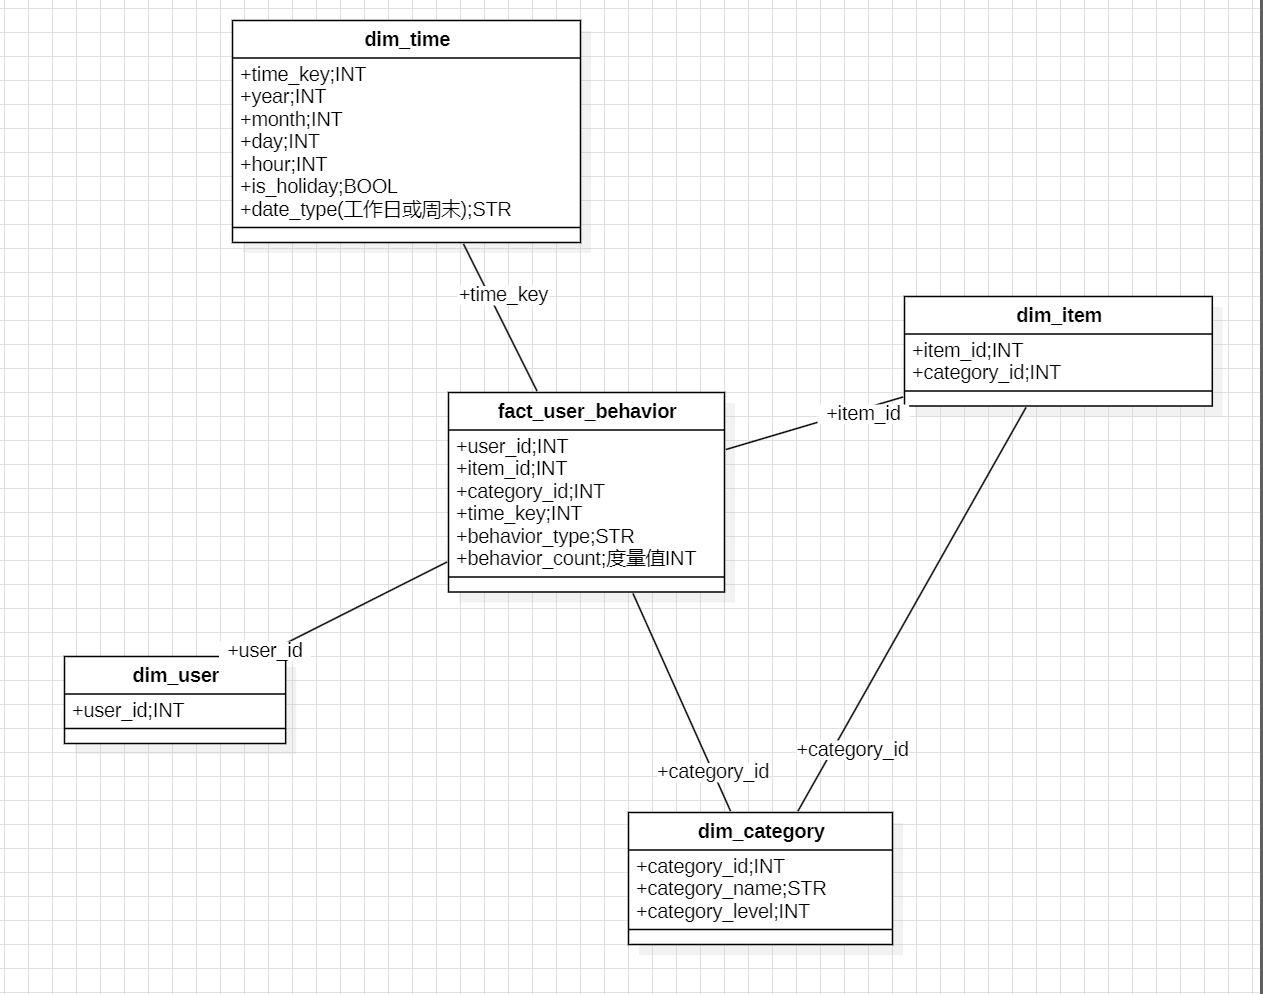 dim_time
+time_key;INT
+year;INT
+month;INT
+day;INT
+hour;INT
+is_holiday;BOOL
+date_type(工作日或周末);STR
+time_key
dim_item
+item_id;INT
+category_id;INT
+item_id
fact_user_behavior
+user_id;INT
+item_id;INT
+category_id;INT
+time_key;INT
+behavior_type;STR
+behavior_count;度量值INT
+user_id
dim_user
+user_id;INT
+category_id
+category_id
dim_category
+category_id;INT
+category_name;STR
+category_level;INT